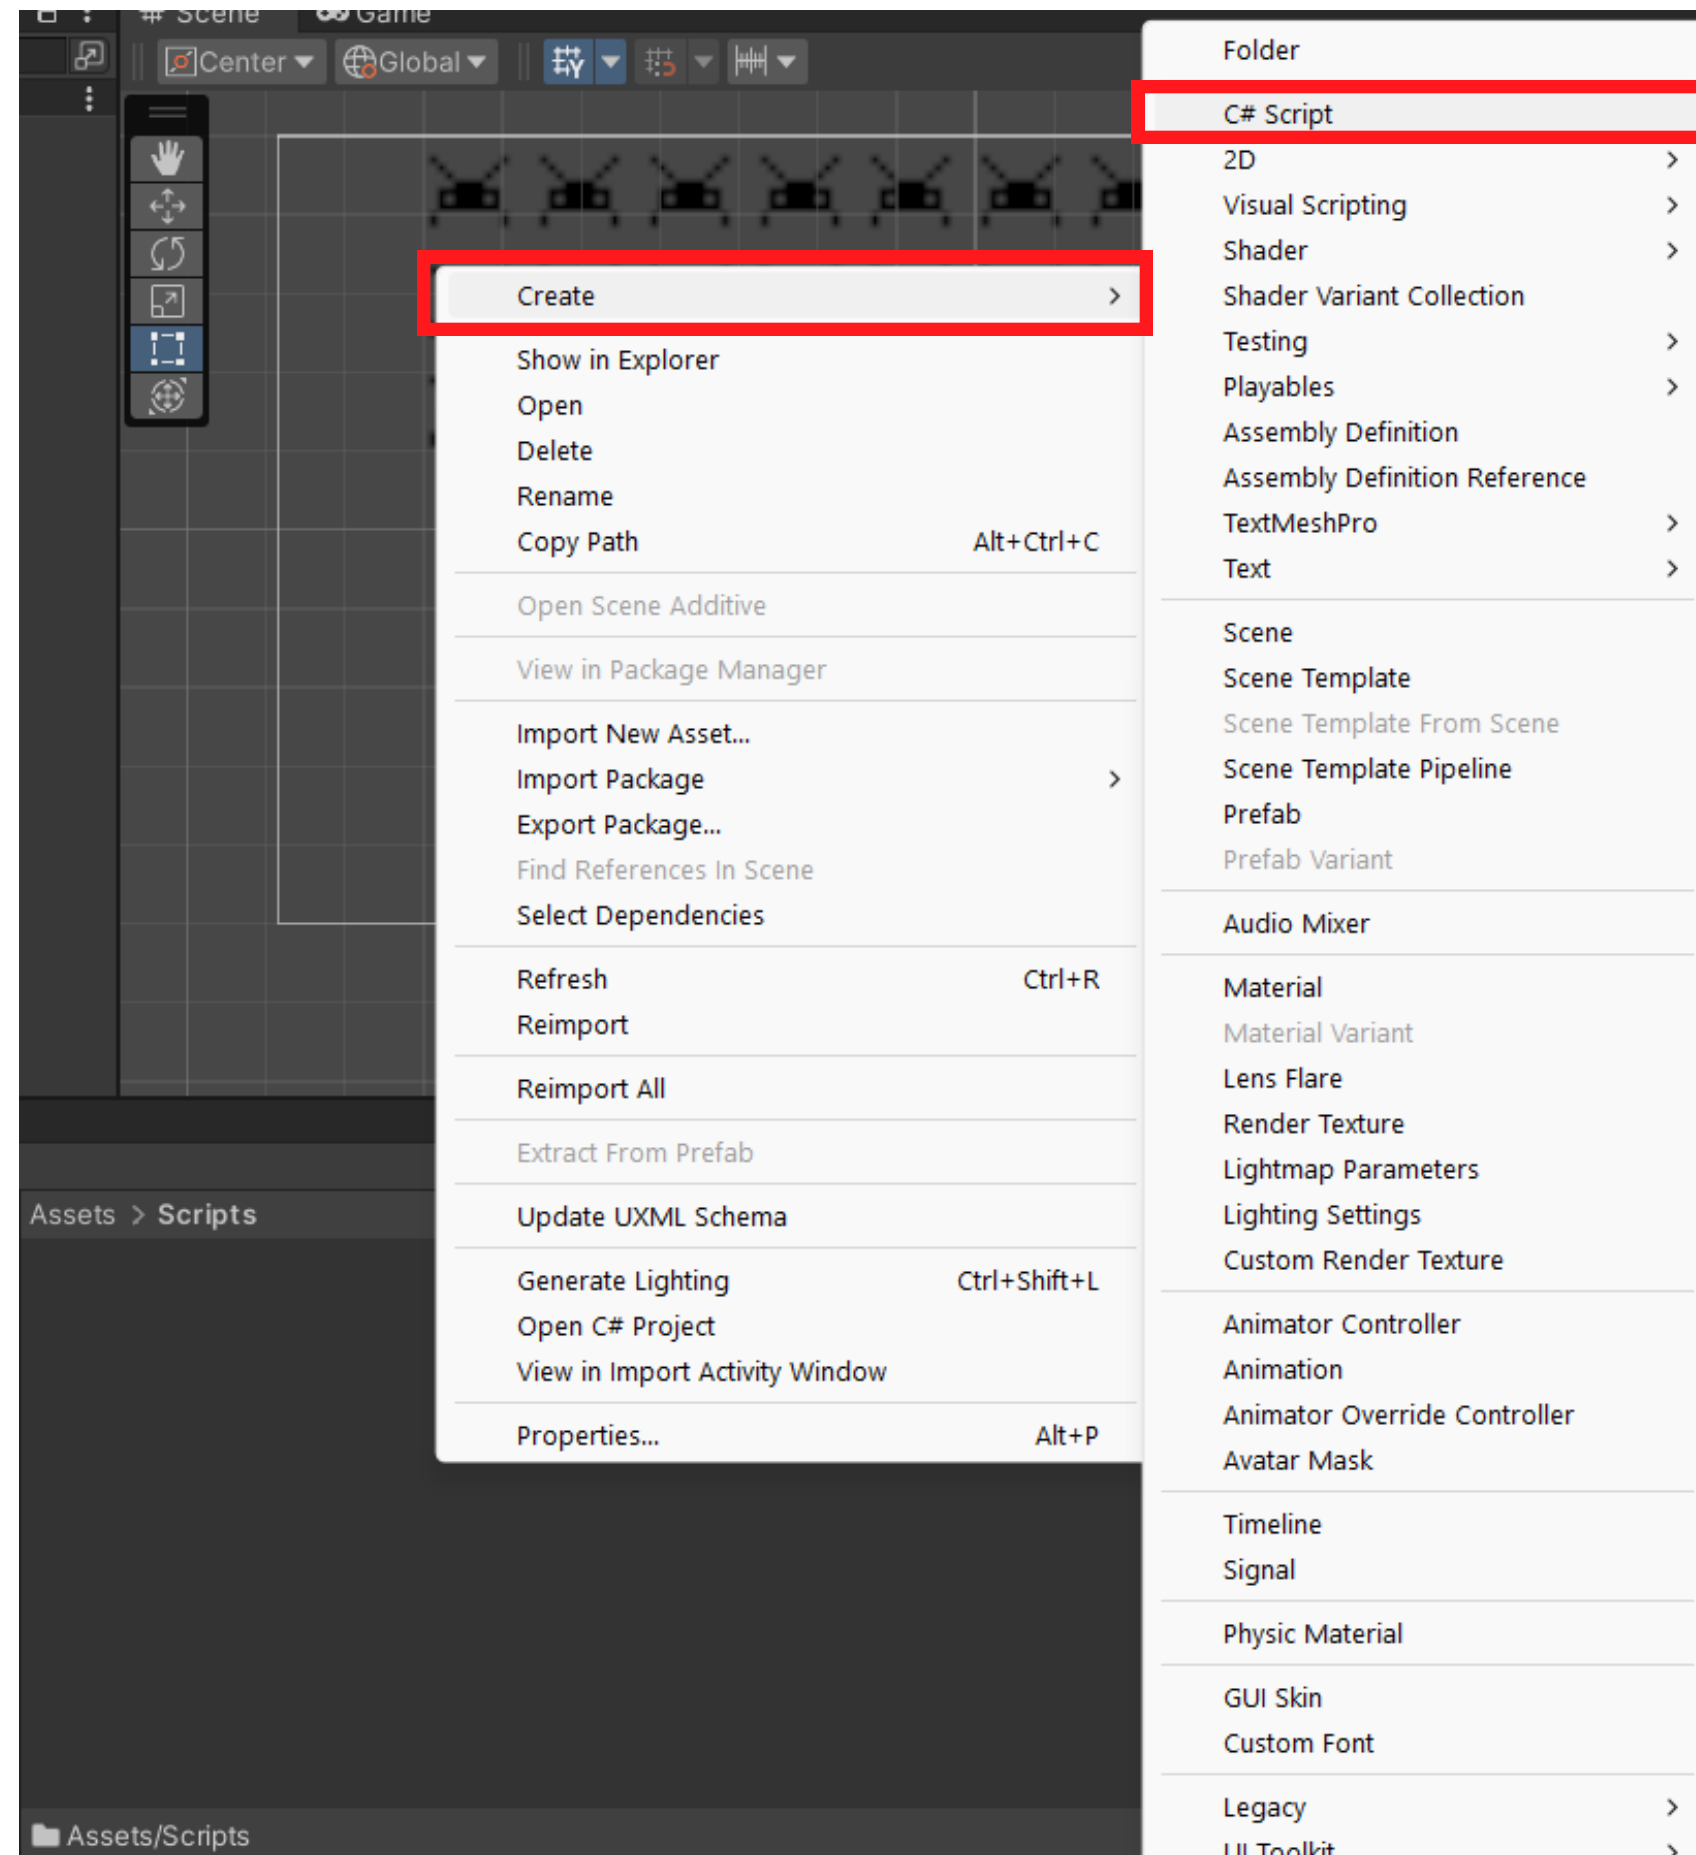 Scene
Game
Center
Global
Create
Show in Explorer
Open
Delete
Rename
Copy Path Alt+Ctrl+C
Open Scene Additive
View in Package Manager
Import New Asset...
Import Package
Export Package...
Find References In Scene
Select Dependencies
Refresh Ctrl+R
Reimport
Reimport All
Extract From Prefab
Update UXML Schema
Generate Lighting Ctrl+Shift+L
Open C# Project
View in Import Activity Window
Properties... Alt+P
Folder
C# Script
2D
Visual Scripting
Shader
Shader Variant Collection
Testing
Playables
Assembly Definition
Assembly Definition Reference
TextMeshPro
Text
Scene
Scene Template
Scene Template From Scene
Scene Template Pipeline
Prefab
Prefab Variant
Audio Mixer
Material
Material Variant
Lens Flare
Render Texture
Lightmap Parameters
Lighting Settings
Custom Render Texture
Animator Controller
Animation
Animator Override Controller
Avatar Mask
Timeline
Signal
Physic Material
GUI Skin
Custom Font
Legacy
UI Toolkit
Assets > Scripts
Assets/Scripts